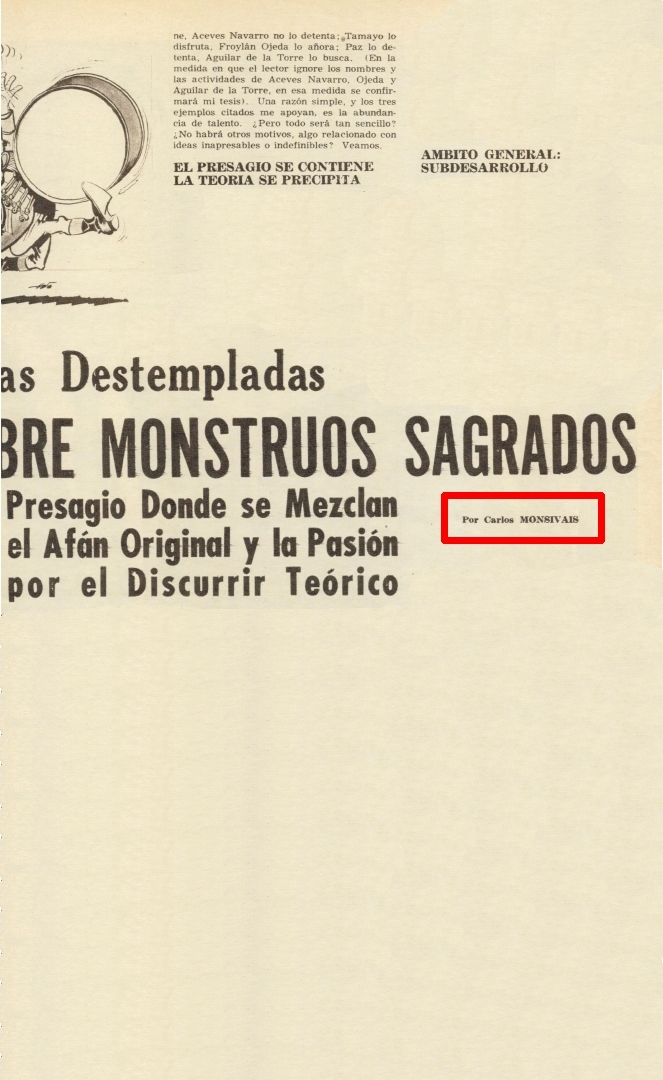 ne, Aceves Navarro no lo detenta; Tamayo lo
disfruta, Froylán Ojeda lo añora; Paz lo de-
tenta, Aguilar de la Torre lo busca. (En la
medida en que el lector ignore los nombres y
las actividades de Aceves Navarro, Ojeda y
Aguilar de la Torre, en esa medida se confir-
mará mi tesis). Una razón simple, y los tres
ejemplos citados me apoyan, es la abundan-
cia de talento. ¿Pero todo será tan sencillo?
¿No habrá otros motivos, algo relacionado con
ideas inapresables o indefinibles? Veamos.
EL PRESAGIO SE CONTIENE
LA TEORIA SE PRECIPITA
AMBITO GENERAL:
SUBDESARROLLO
as Destempladas
BRE MONSTRUOS SAGRADOS
Presagio Donde se Mezclan
el Afán Original y la Pasión
por el Discurrir Teórico
Por Carlos MONSIVAIS